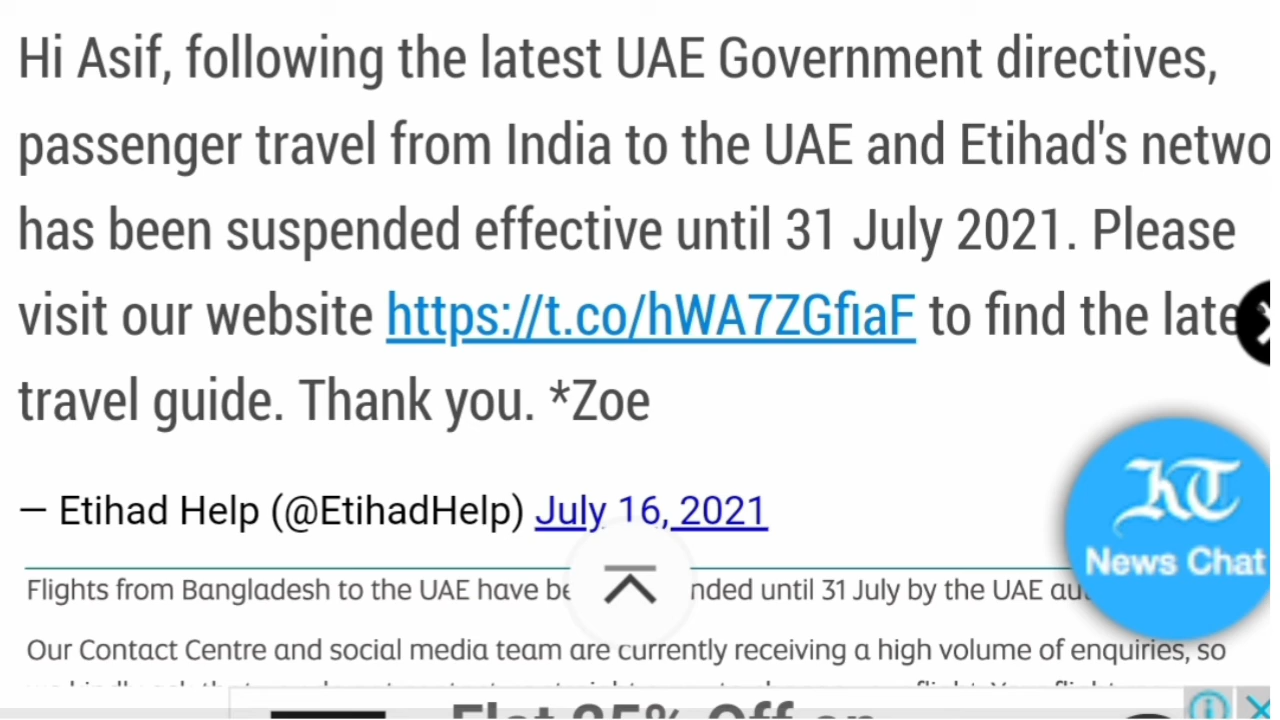 Hi Asif, following the latest UAE Government directives,
passenger travel from India to the UAE and Etihad's netwo
has been suspended effective until 31 July 2021. Please
visit our website https://t.co/hWA7ZGfiaF to find the late
travel guide. Thank you. *Zoe
— Etihad Help (@EtihadHelp) July 16, 2021
KT
News Chat
Flights from Bangladesh to the UAE have be nded until 31 July by the UAE au
Our Contact Centre and social media team are currently receiving a high volume of enquiries, so
Flat 25% Off on